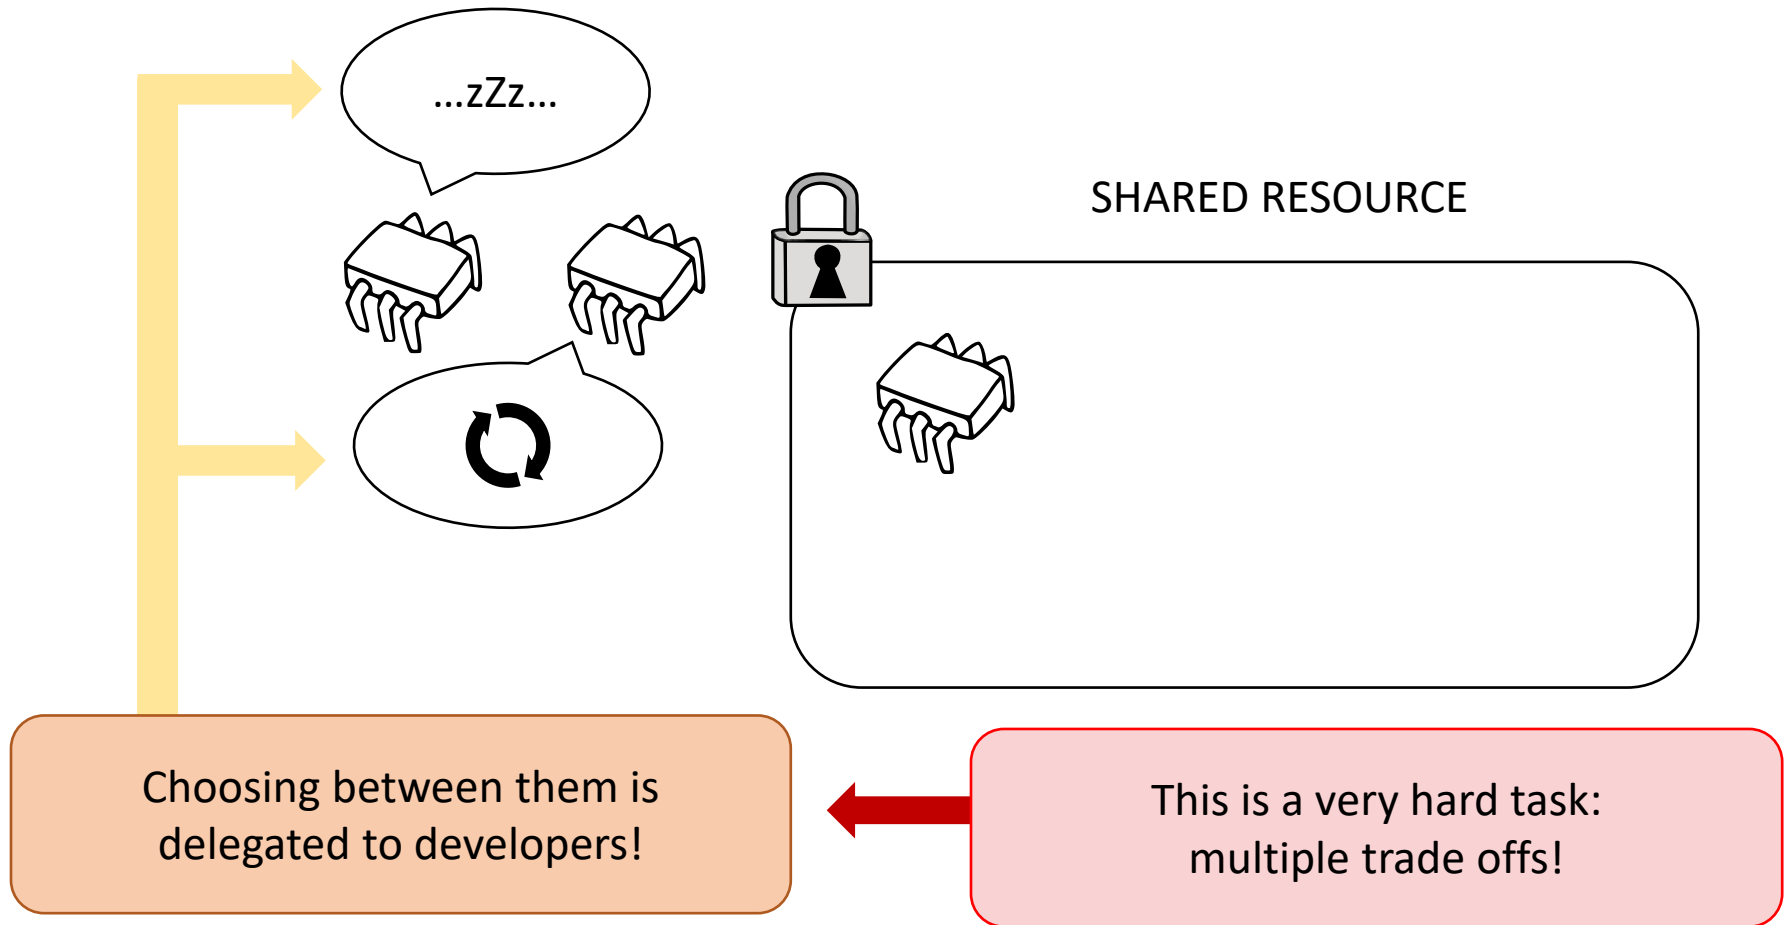 ...zZz...
SHARED RESOURCE
Choosing between them is
delegated to developers!
This is a very hard task:
multiple trade offs!